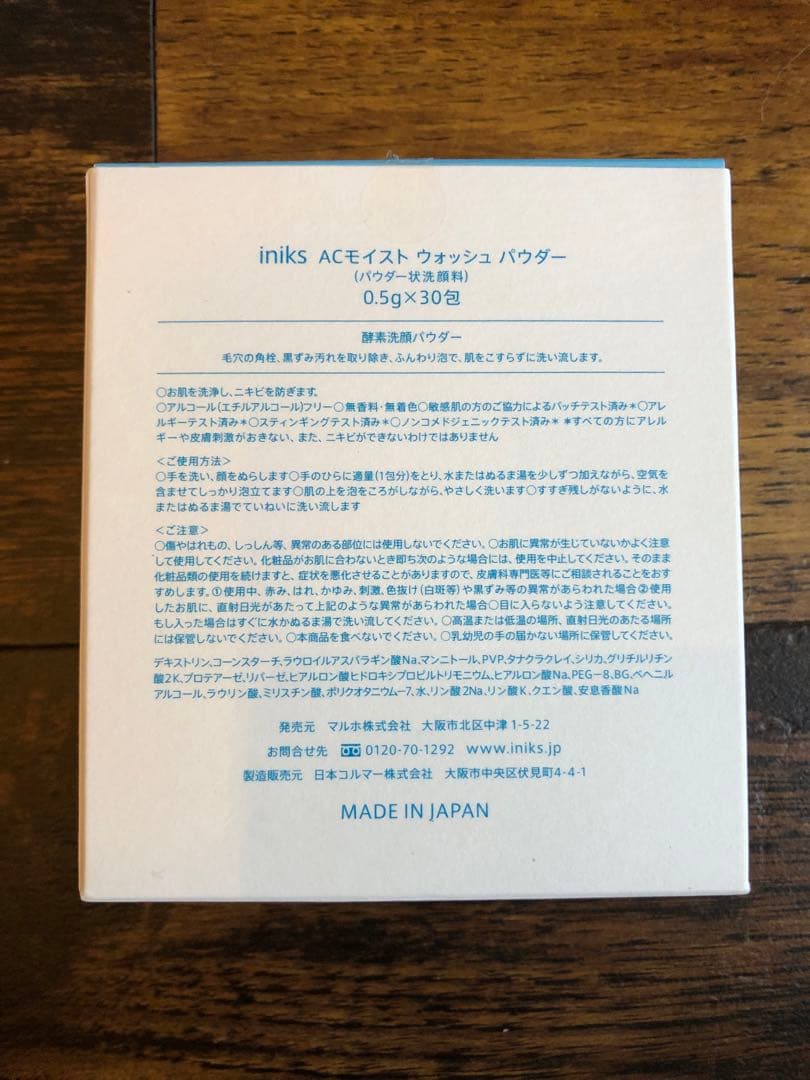 iniks ACモイスト ウォッシュ パウダー
(パウダー状洗顔料)
0.5g×30包
酵素洗顔パウダー
毛穴の角栓、黒ずみ汚れを取り除き、ふんわり泡で、肌をこすらずに洗い流します。
○お肌を洗浄し、ニキビを防ぎます。
○アルコール(エチルアルコール)フリー○無香料・無着色○敏感肌の方のご協力によるパッチテスト済み＊○アレ
ルギーテスト済み＊○スティンギングテスト済み＊○ノンコメドジェニックテスト済み＊ ＊すべての方にアレル
ギーや皮膚刺激がおきない、また、ニキビができないわけではありません
＜ご使用方法＞
○手を洗い、顔をぬらします○手のひらに適量(1包分)をとり、水またはぬるま湯を少しずつ加えながら、空気を
含ませてしっかり泡立てます○肌の上を泡をころがしながら、やさしく洗います○すすぎ残しがないように、水
またはぬるま湯でていねいに洗い流します
＜ご注意＞
○傷やはれもの、しっしん等、異常のある部位には使用しないでください。○お肌に異常が生じていないかよく注意
して使用してください。化粧品がお肌に合わないとき即ち次のような場合には、使用を中止してください。そのまま
化粧品類の使用を続けますと、症状を悪化させることがありますので、皮膚科専門医等にご相談されることをおす
すめします。①使用中、赤み、はれ、かゆみ、刺激、色抜け(白斑等)や黒ずみ等の異常があらわれた場合②使用
したお肌に、直射日光があたって上記のような異常があらわれた場合○目に入らないよう注意してください。
もし入った場合はすぐに水かぬるま湯で洗い流してください。○高温または低温の場所、直射日光のあたる場所
には保管しないでください。○本商品を食べないでください。○乳幼児の手の届かない場所に保管してください。
デキストリン、コーンスターチ、ラウロイルアスパラギン酸Na、マンニトール、PVP、タナクラクレイ、シリカ、グリチルリチン
酸2K、プロテアーゼ、リパーゼ、ヒアルロン酸ヒドロキシプロピルトリモニウム、ヒアルロン酸Na、PEG－8、BG、ベヘニル
アルコール、ラウリン酸、ミリスチン酸、ポリクオタニウム－7、水、リン酸2Na、リン酸K、クエン酸、安息香酸Na
発売元 マルホ株式会社 大阪市北区中津1-5-22
お問合せ先 0120-70-1292 www.iniks.jp
製造販売元 日本コルマー株式会社 大阪市中央区伏見町4-4-1
MADE IN JAPAN